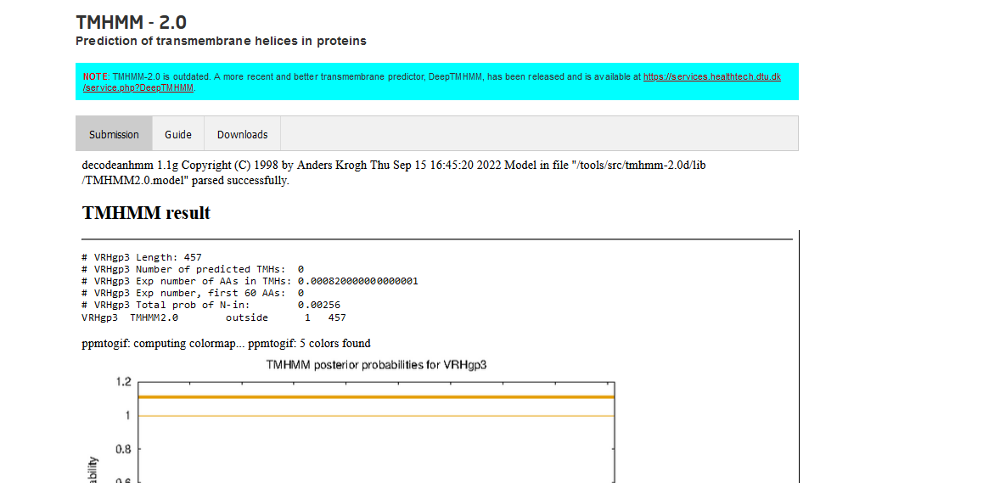 TMHMM - 2.0
Prediction of transmembrane helices in proteins
NOTE: TMHMM-2.0 is outdated. A more recent and better transmembrane predictor, DeepTMHMM, has been released and is available at https://services.healthtech.dtu.dk
/service.php?DeepTMHMM.
Submission Guide Downloads
decodeanhmm 1.1g Copyright (C) 1998 by Anders Krogh Thu Sep 15 16:45:20 2022 Model in file "/tools/src/tmhmm-2.0d/lib
/TMHMM2.0.model" parsed successfully.
TMHMM result
# VRHgp3 Length: 457
# VRHgp3 Number of predicted TMHs:  0
# VRHgp3 Exp number of AAs in TMHs: 0.000820000000000001
# VRHgp3 Exp number, first 60 AAs:  0
# VRHgp3 Total prob of N-in:        0.00256
VRHgp3  TMHMM2.0        outside      1   457
ppmtogif: computing colormap... ppmtogif: 5 colors found
TMHMM posterior probabilities for VRHgp3
1.2
1
0.8